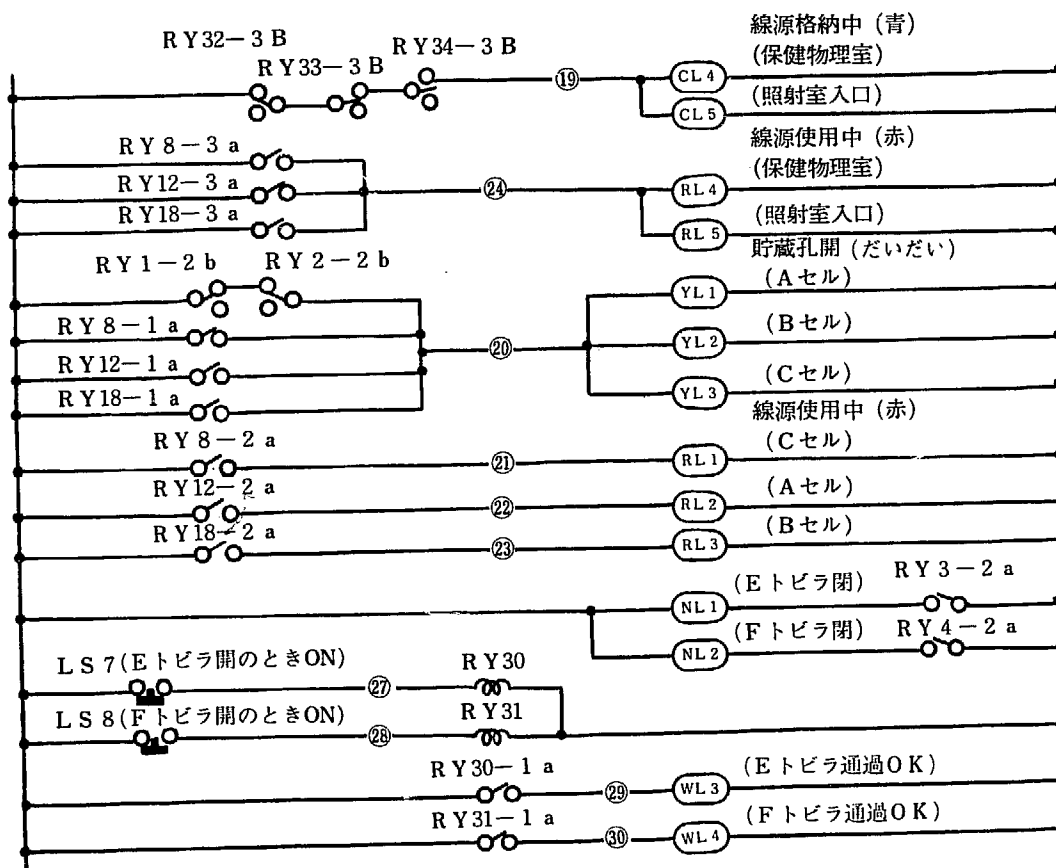 線源格納中 (青)
RY32-3B
RY34-3B
(保健物理室)
RY33-3B
⑲
CL4
(照射室入口)
CL5
線源使用中 (赤)
RY8-3a
(保健物理室)
RY12-3a
㉔
RL4
RY18-3a
(照射室入口)
RL5
貯蔵孔開 (だいだい)
RY1-2b
RY2-2b
(Aセル)
YL1
RY8-1a
(Bセル)
⑳
YL2
RY12-1a
(Cセル)
RY18-1a
YL3
線源使用中 (赤)
RY8-2a
(Cセル)
㉑
RL1
RY12-2a
(Aセル)
㉒
RL2
RY18-2a
(Bセル)
㉓
RL3
(Eトビラ閉)
RY3-2a
NL1
(Fトビラ閉)
RY4-2a
NL2
LS7(Eトビラ開のときON)
RY30
㉗
LS8(Fトビラ開のときON)
RY31
㉘
RY30-1a
(Eトビラ通過OK)
㉙
WL3
RY31-1a
(Fトビラ通過OK)
㉚
WL4